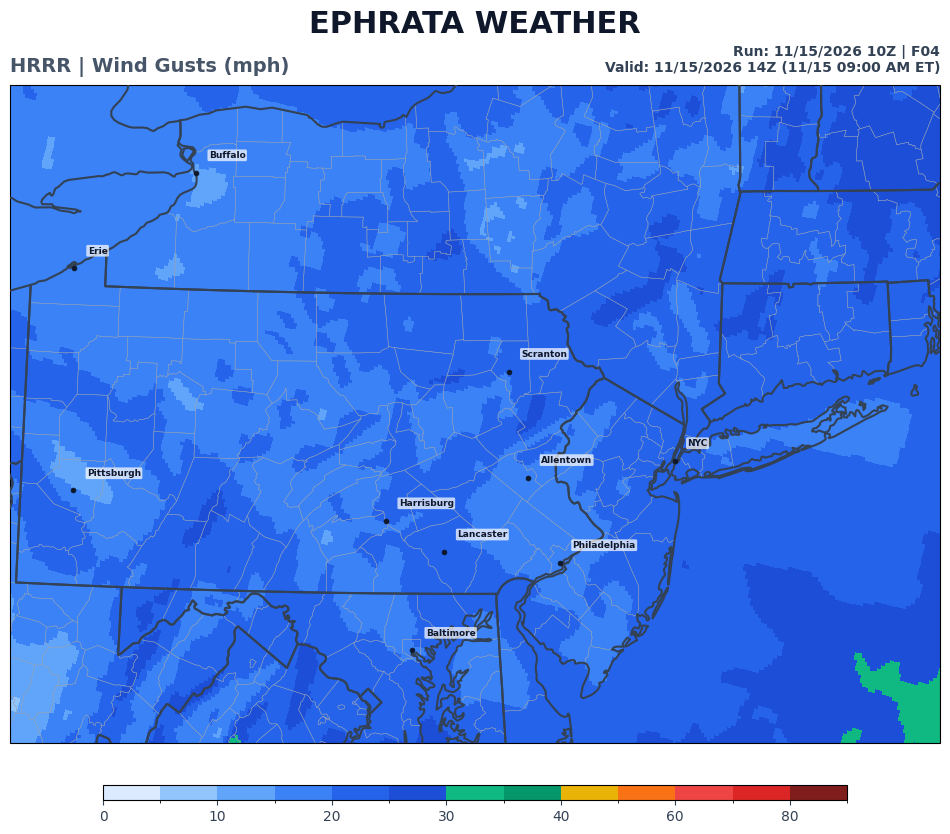 EPHRATA WEATHER
HRRR | Wind Gusts (mph)
Run: 11/15/2026 10Z | F04
Valid: 11/15/2026 14Z (11/15 09:00 AM ET)
Buffalo
Erie
Scranton
NYC
Allentown
Pittsburgh
Harrisburg
Lancaster
Philadelphia
Baltimore
0 10 20 30 40 50 60 70 80